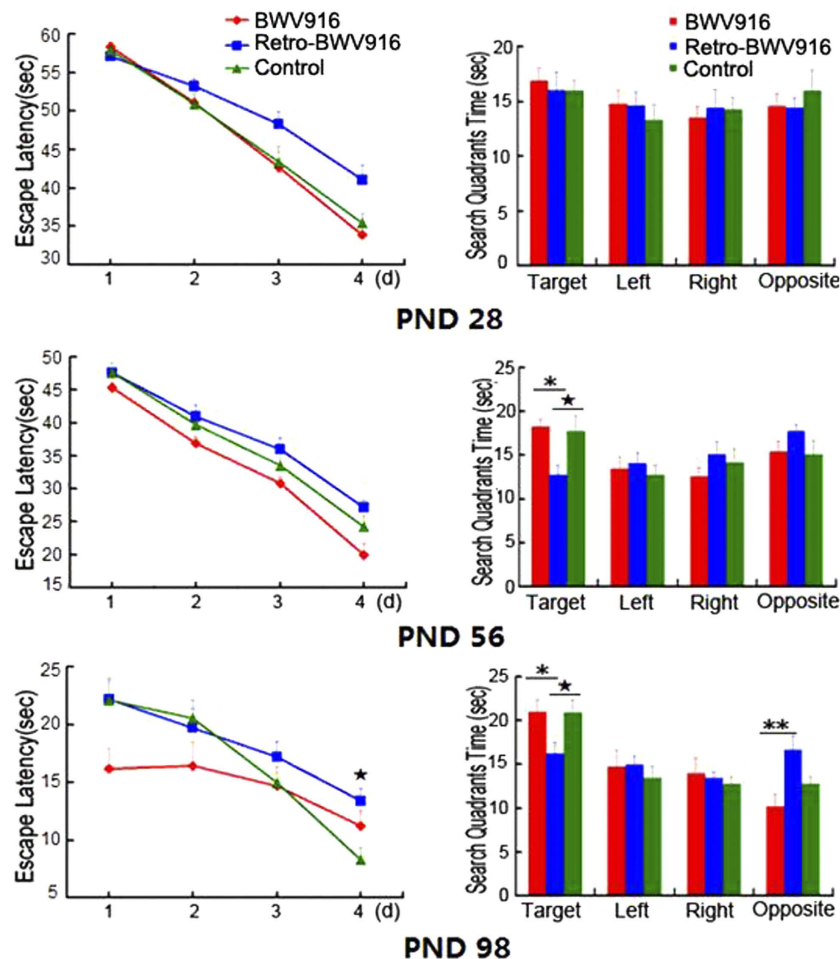 BWV916
Retro-BWV916
Control
Escape Latency(sec)
60
55
50
45
40
35
30
1 2 3 4 (d)
BWV916
Retro-BWV916
Control
Search Quadrants Time (sec)
20
15
10
5
0
Target Left Right Opposite
PND 28
Escape Latency(sec)
50
45
40
35
30
25
20
15
1 2 3 4 (d)
Search Quadrants Time (sec)
25
20
15
10
5
0
* ★
Target Left Right Opposite
PND 56
Escape Latency(sec)
25
20
15
10
5
★
1 2 3 4 (d)
Search Quadrants Time (sec)
25
20
15
10
5
0
* ★ **
Target Left Right Opposite
PND 98